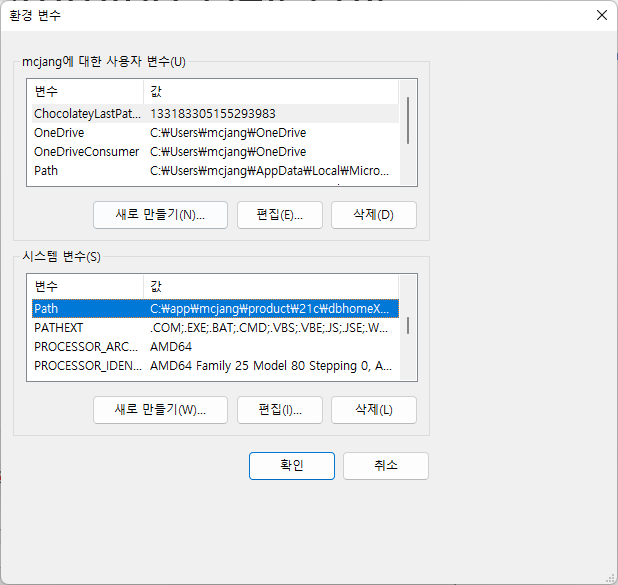 환경 변수
mcjang에 대한 사용자 변수(U)
변수 값
ChocolateyLastPat... 133183305155293983
OneDrive C:₩Users₩mcjang₩OneDrive
OneDriveConsumer C:₩Users₩mcjang₩OneDrive
Path C:₩Users₩mcjang₩AppData₩Local₩Micro...
새로 만들기(N)... 편집(E)... 삭제(D)
시스템 변수(S)
변수 값
Path C:₩app₩mcjang₩product₩21c₩dbhomeX...
PATHEXT .COM;.EXE;.BAT;.CMD;.VBS;.VBE;.JS;.JSE;.W...
PROCESSOR_ARC... AMD64
PROCESSOR_IDEN... AMD64 Family 25 Model 80 Stepping 0, A...
새로 만들기(W)... 편집(I)... 삭제(L)
확인 취소